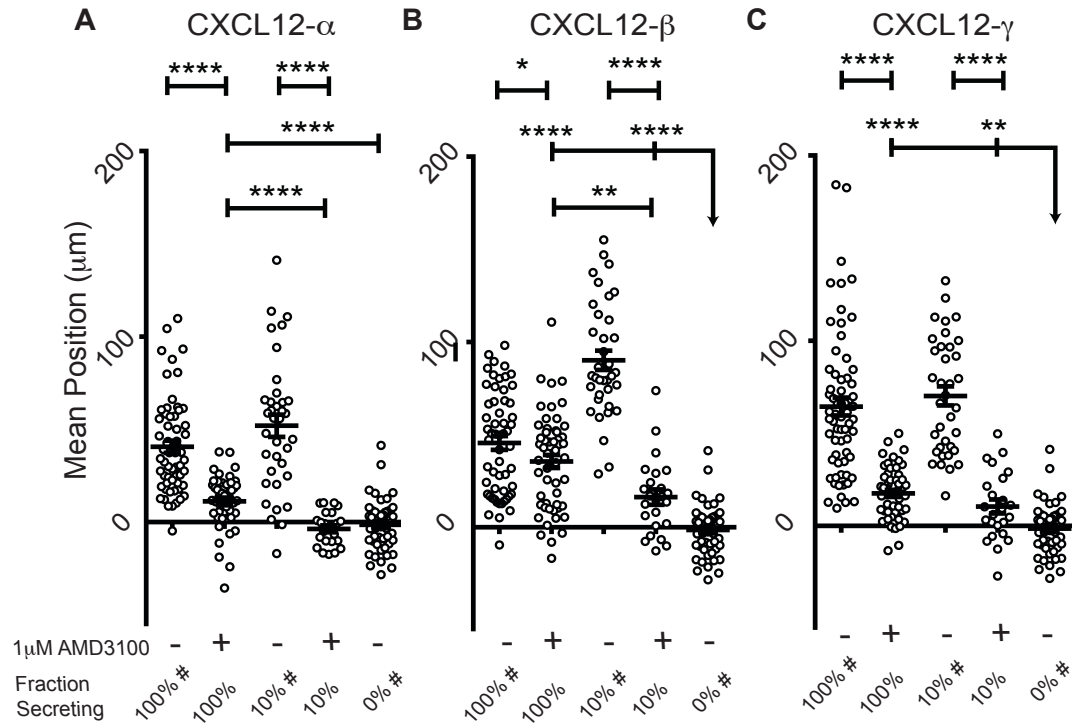 A CXCL12-α B CXCL12-β C CXCL12-γ
**** **** * **** **** ****
**** **** **** **** **
**** **
200 200 200
100 100 100
0 0 0
Mean Position (μm)
1μM AMD3100 - + - + - - + - + - - + - + -
Fraction
Secreting
100% # 100% 10% # 10% 0% # 100% # 100% 10% # 10% 0% # 100% # 100% 10% # 10% 0% #